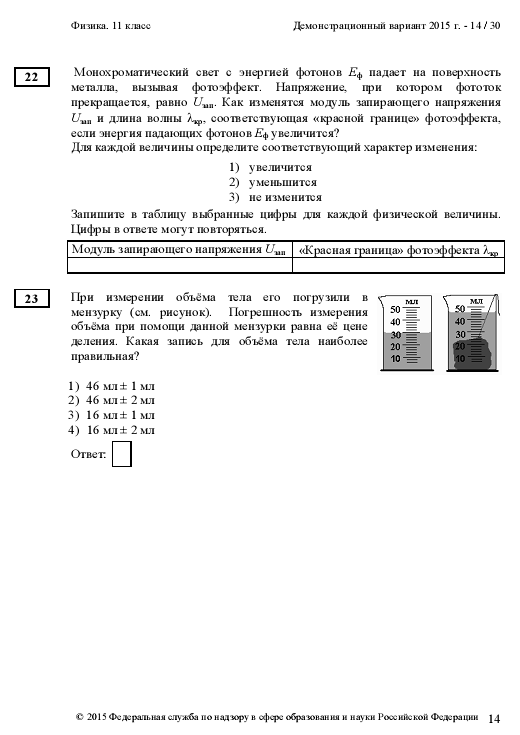 Физика. 11 класс Демонстрационный вариант 2015 г. - 14 / 30
22
Монохроматический свет с энергией фотонов Eф падает на поверхность
металла, вызывая фотоэффект. Напряжение, при котором фототок
прекращается, равно Uзап. Как изменятся модуль запирающего напряжения
Uзап и длина волны λкр, соответствующая «красной границе» фотоэффекта,
если энергия падающих фотонов Eф увеличится?
Для каждой величины определите соответствующий характер изменения:
1) увеличится
2) уменьшится
3) не изменится
Запишите в таблицу выбранные цифры для каждой физической величины.
Цифры в ответе могут повторяться.
Модуль запирающего напряжения Uзап «Красная граница» фотоэффекта λкр
23
При измерении объёма тела его погрузили в
мензурку (см. рисунок). Погрешность измерения
объёма при помощи данной мензурки равна её цене
деления. Какая запись для объёма тела наиболее
правильная?
мл
50
40
30
20
10
мл
50
40
30
20
10
1) 46 мл ± 1 мл
2) 46 мл ± 2 мл
3) 16 мл ± 1 мл
4) 16 мл ± 2 мл
Ответ:
© 2015 Федеральная служба по надзору в сфере образования и науки Российской Федерации 14